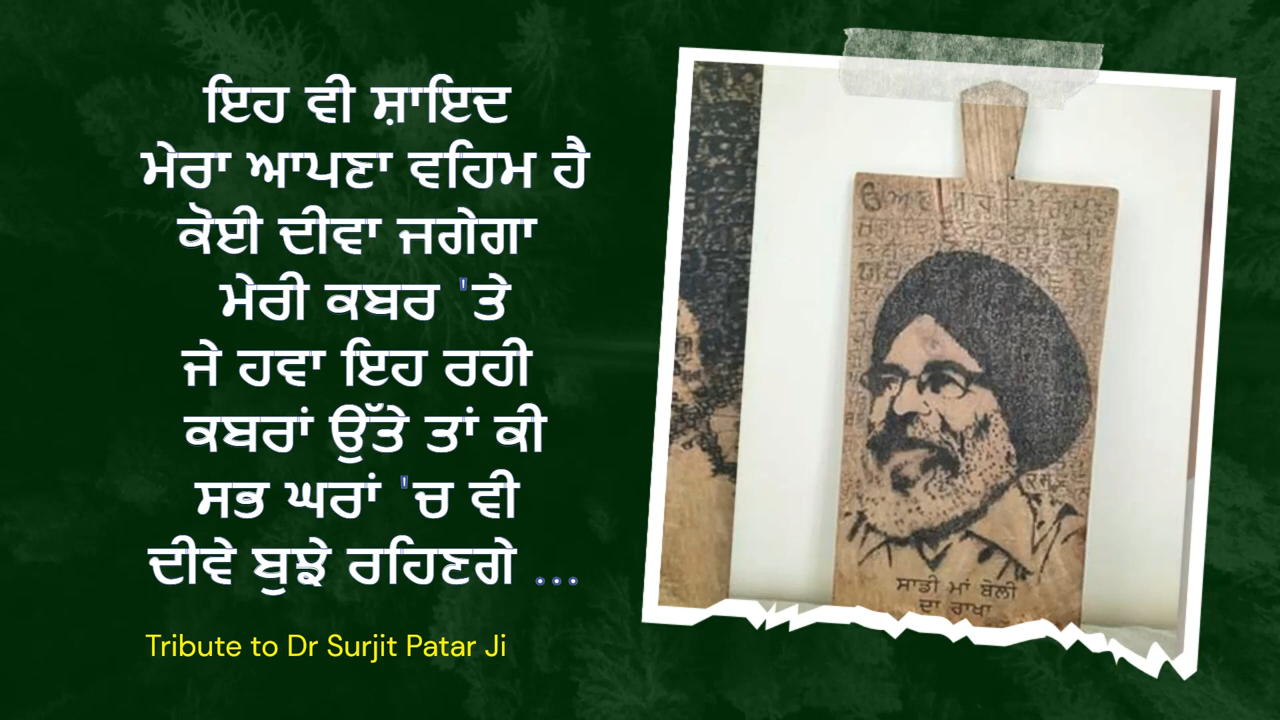 ਇਹ ਵੀ ਸ਼ਾਇਦ
ਮੇਰਾ ਆਪਣਾ ਵਹਿਮ ਹੈ
ਕੋਈ ਦੀਵਾ ਜਗੇਗਾ
ਮੇਰੀ ਕਬਰ 'ਤੇ
ਜੇ ਹਵਾ ਇਹ ਰਹੀ
ਕਬਰਾਂ ਉੱਤੇ ਤਾਂ ਕੀ
ਸਭ ਘਰਾਂ 'ਚ ਵੀ
ਦੀਵੇ ਬੁਝੇ ਰਹਿਣਗੇ ...
Tribute to Dr Surjit Patar Ji
ਸਾਡੀ ਮਾਂ ਬੋਲੀ
ਦਾ ਰਾਖਾ